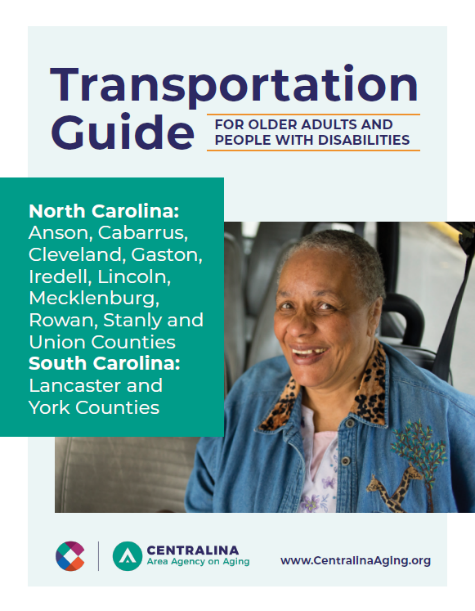 Transportation
Guide
FOR OLDER ADULTS AND
PEOPLE WITH DISABILITIES
North Carolina:
Anson, Cabarrus,
Cleveland, Gaston,
Iredell, Lincoln,
Mecklenburg,
Rowan, Stanly and
Union Counties
South Carolina:
Lancaster and
York Counties
CENTRALINA
Area Agency on Aging
www.CentralinaAging.org